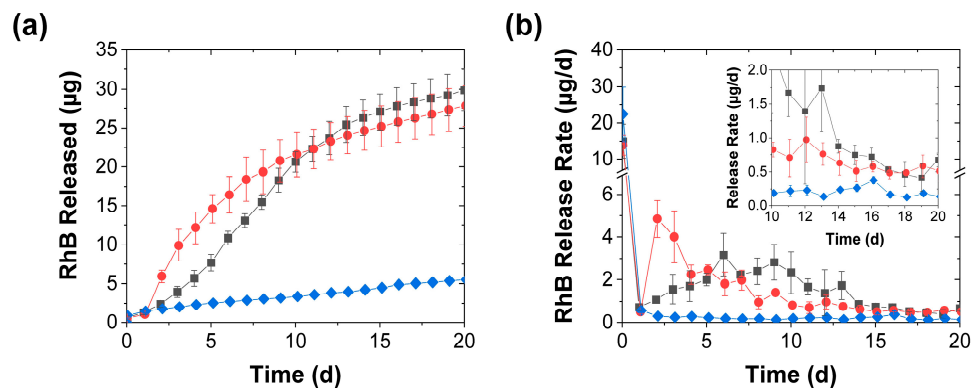 (a)
RhB Released (µg)
35
30
25
20
15
10
5
0
0 5 10 15 20
Time (d)
(b)
RhB Release Rate (µg/d)
40
30
20
10
6
4
2
0
0 5 10 15 20
Time (d)
Release Rate (µg/d)
2.0
1.5
1.0
0.5
0.0
10 12 14 16 18 20
Time (d)